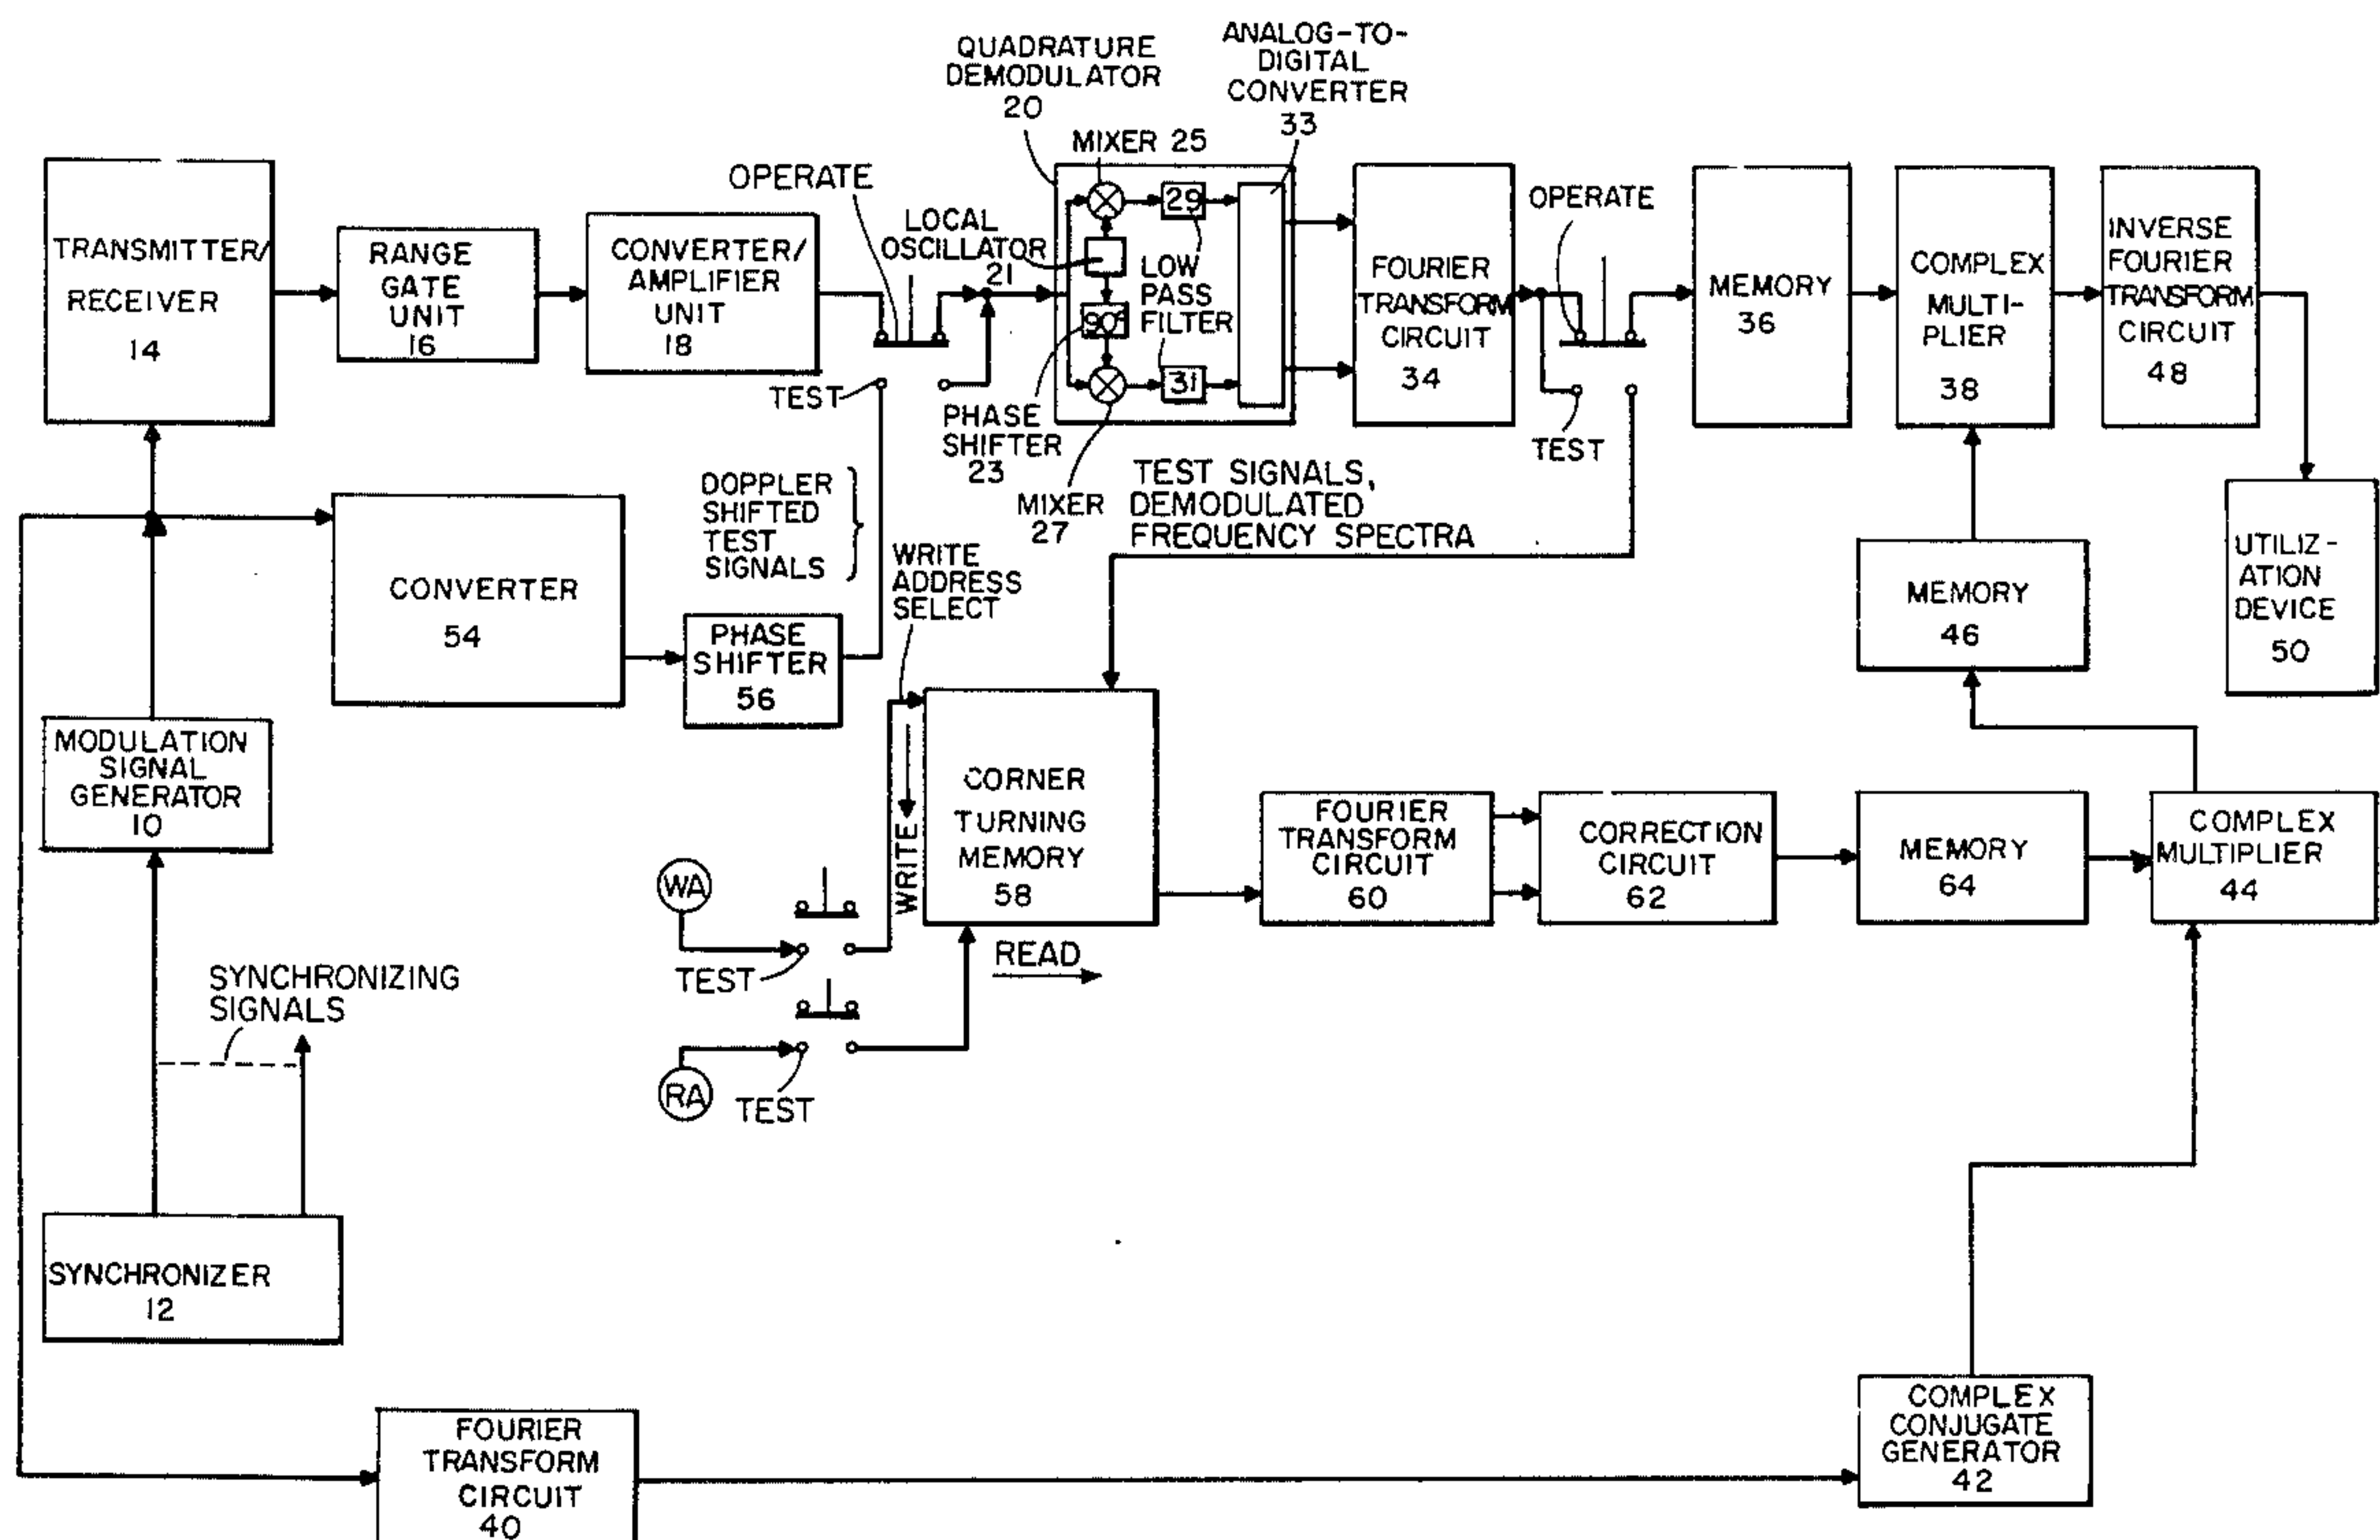 QUADRATURE
DEMODULATOR
20
ANALOG-TO-
DIGITAL
CONVERTER
33
MIXER 25
OPERATE
LOCAL
OSCILLATOR
21
29
LOW
PASS
FILTER
90°
31
PHASE
SHIFTER
23
MIXER
27
TRANSMITTER/
RECEIVER
14
RANGE
GATE
UNIT
16
CONVERTER/
AMPLIFIER
UNIT
18
TEST
FOURIER
TRANSFORM
CIRCUIT
34
OPERATE
TEST
MEMORY
36
COMPLEX
MULTI-
PLIER
38
INVERSE
FOURIER
TRANSFORM
CIRCUIT
48
DOPPLER
SHIFTED
TEST
SIGNALS
TEST SIGNALS,
DEMODULATED
FREQUENCY SPECTRA
CONVERTER
54
PHASE
SHIFTER
56
WRITE
ADDRESS
SELECT
MEMORY
46
UTILIZ-
ATION
DEVICE
50
MODULATION
SIGNAL
GENERATOR
10
WRITE
CORNER
TURNING
MEMORY
58
FOURIER
TRANSFORM
CIRCUIT
60
CORRECTION
CIRCUIT
62
MEMORY
64
COMPLEX
MULTIPLIER
44
WA
TEST
READ
RA
TEST
SYNCHRONIZING
SIGNALS
SYNCHRONIZER
12
FOURIER
TRANSFORM
CIRCUIT
40
COMPLEX
CONJUGATE
GENERATOR
42